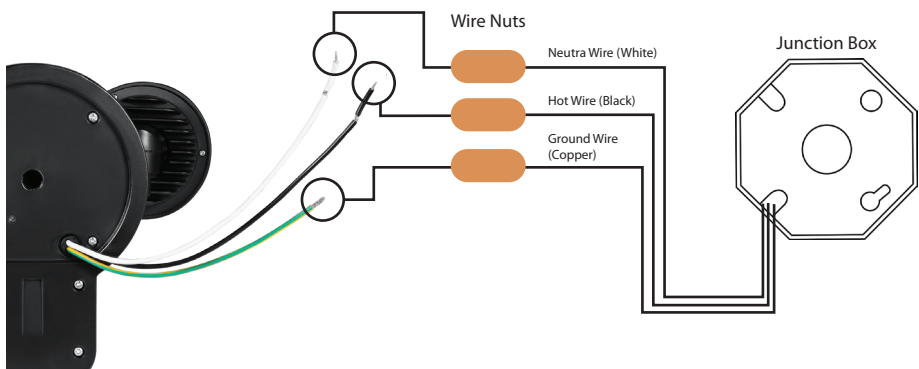 Wire Nuts
Neutra Wire (White)
Junction Box
Hot Wire (Black)
Ground Wire
(Copper)